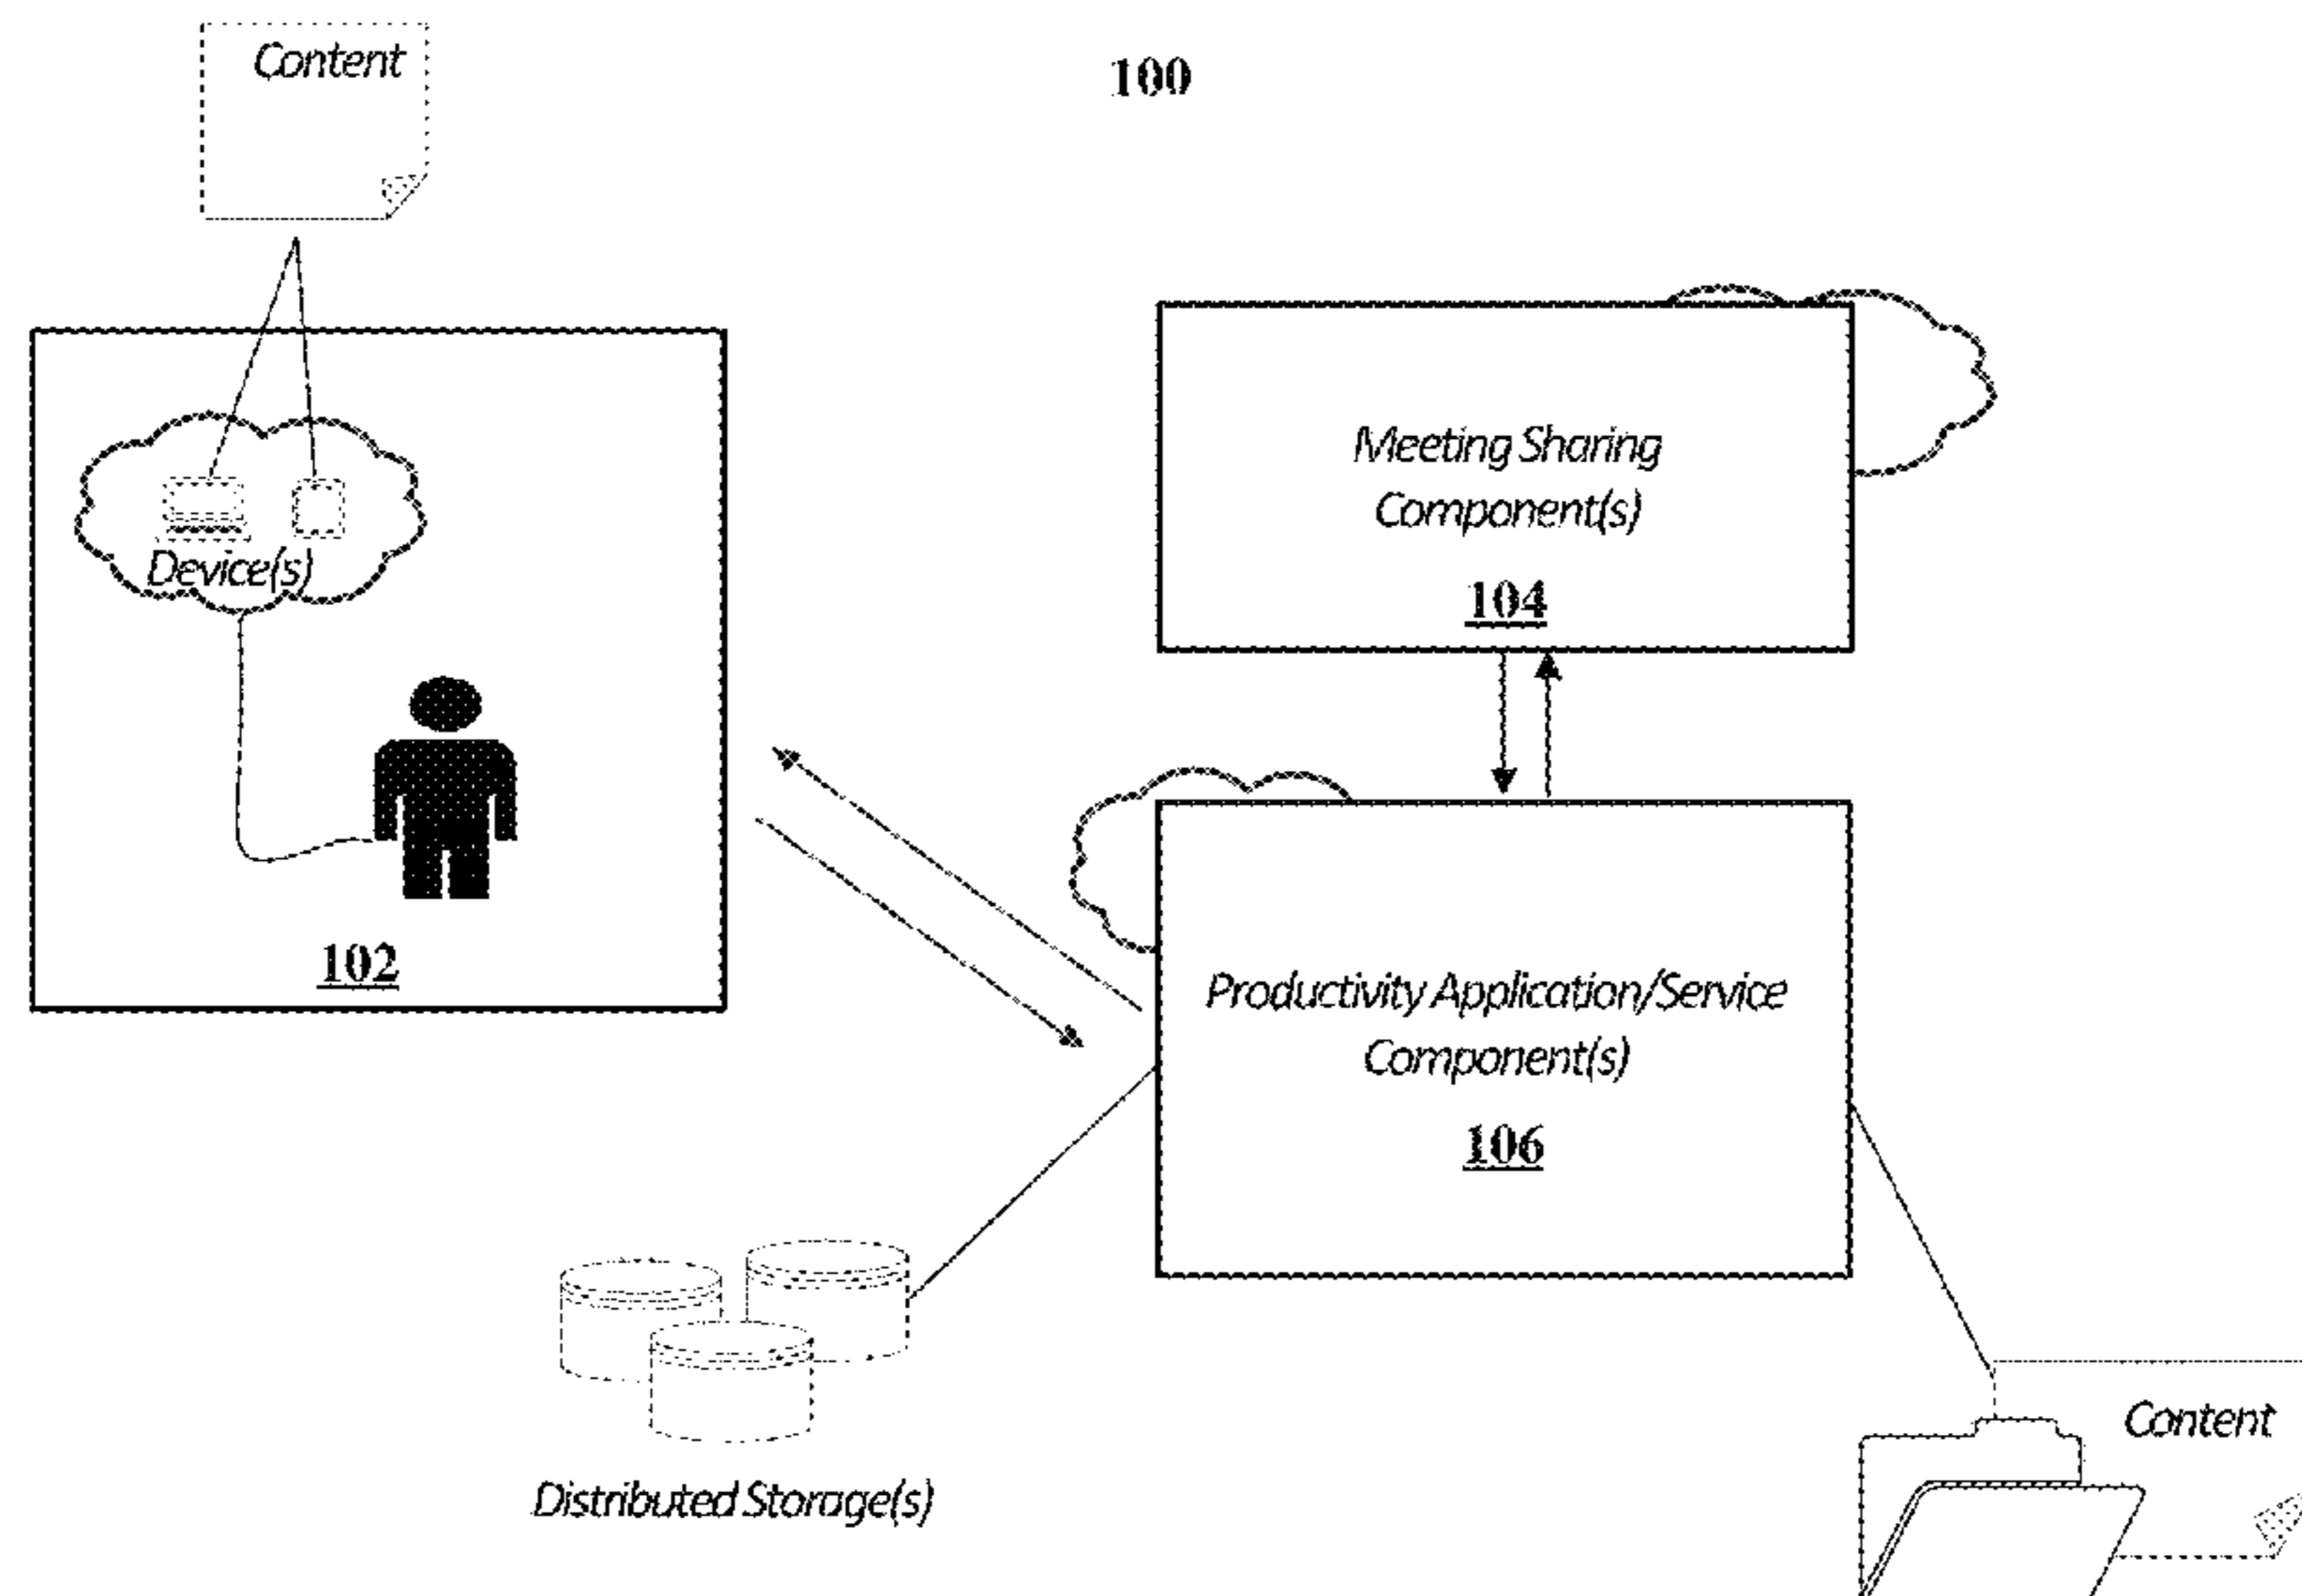 Content
100
Meeting Sharing
Component(s)
104
Device(s)
102
Productivity Application/Service
Component(s)
106
Content
Distributed Storage(s)